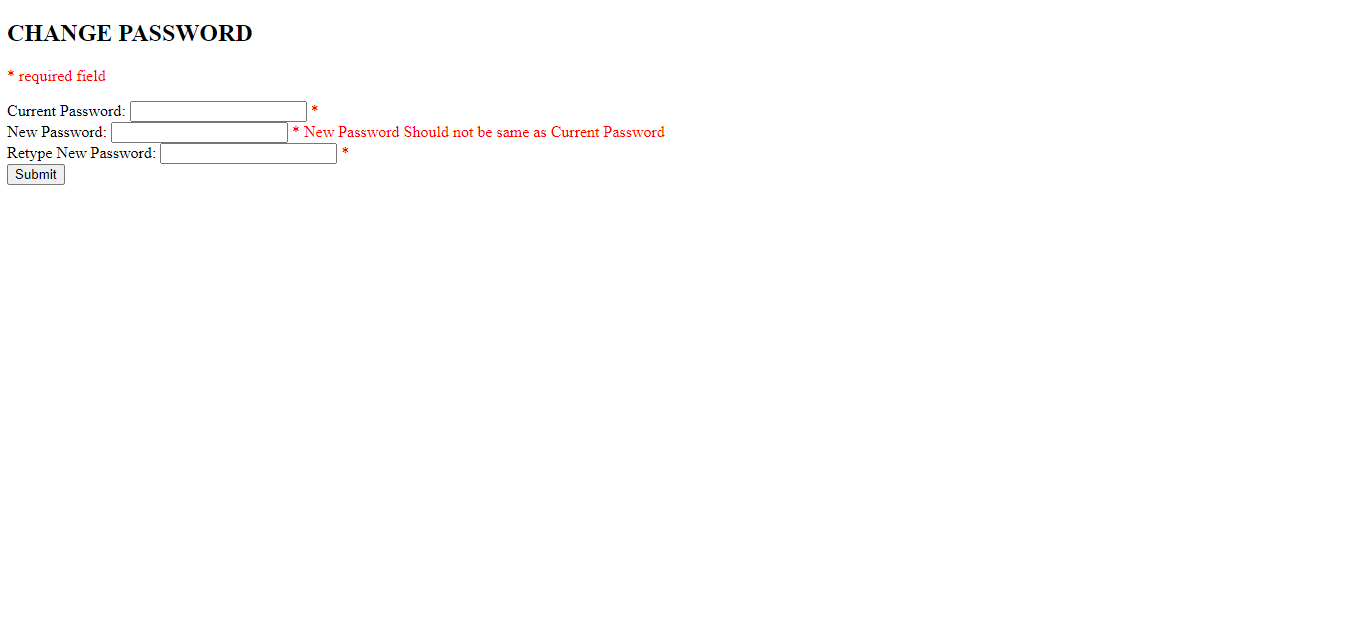 CHANGE PASSWORD
* required field
Current Password: *
New Password: * New Password Should not be same as Current Password
Retype New Password: *
Submit